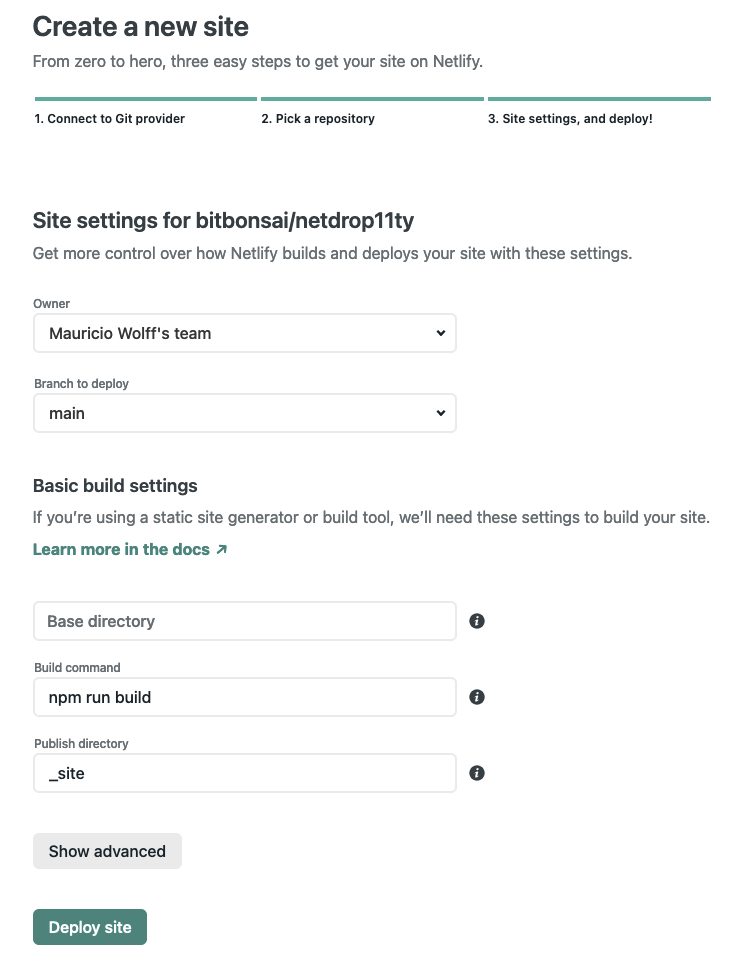 Create a new site
From zero to hero, three easy steps to get your site on Netlify.
1. Connect to Git provider
2. Pick a repository
3. Site settings, and deploy!
Site settings for bitbonsai/netdrop11ty
Get more control over how Netlify builds and deploys your site with these settings.
Owner
Mauricio Wolff's team
Branch to deploy
main
Basic build settings
If you’re using a static site generator or build tool, we’ll need these settings to build your site.
Learn more in the docs ↗
Base directory
Build command
npm run build
Publish directory
_site
Show advanced
Deploy site